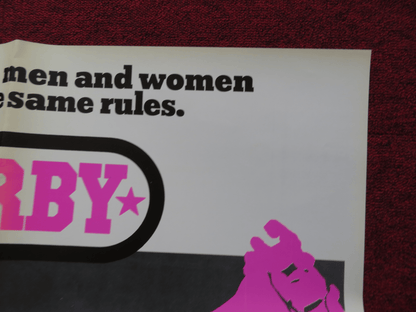 men and women
same rules.
RBY